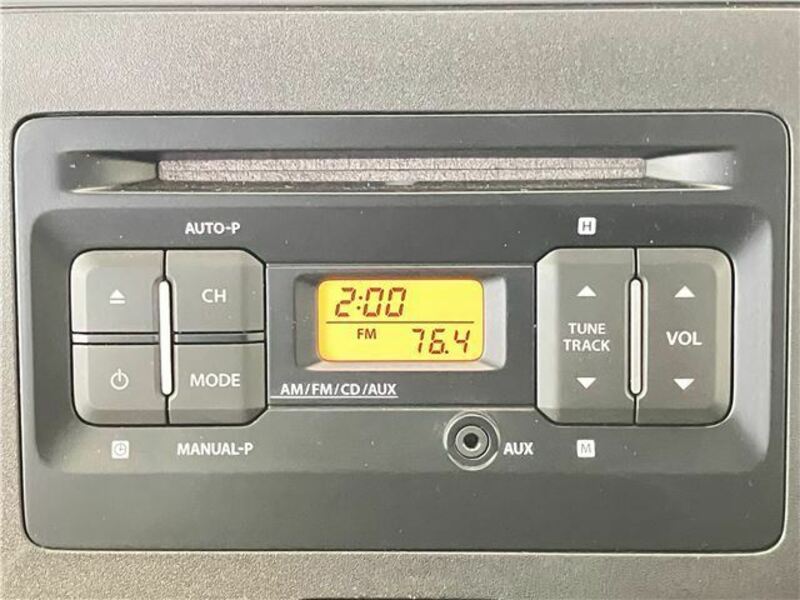 AUTO-P
H
CH
2:00
FM 76.4
TUNE
TRACK
VOL
MODE
AM/FM/CD/AUX
MANUAL-P
AUX
M